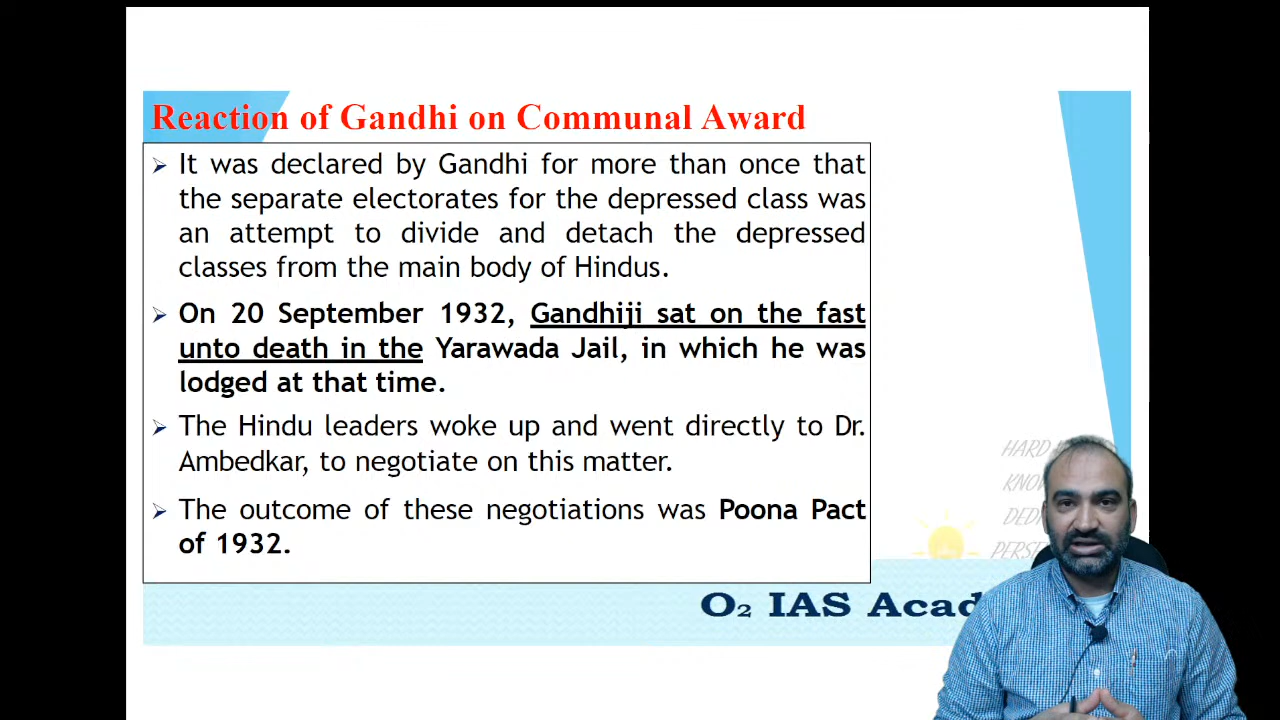 Reaction of Gandhi on Communal Award
➢ It was declared by Gandhi for more than once that
the separate electorates for the depressed class was
an attempt to divide and detach the depressed
classes from the main body of Hindus.
➢ On 20 September 1932, Gandhiji sat on the fast
unto death in the Yarawada Jail, in which he was
lodged at that time.
➢ The Hindu leaders woke up and went directly to Dr.
Ambedkar, to negotiate on this matter.
➢ The outcome of these negotiations was Poona Pact
of 1932.
HARD
O₂ IAS